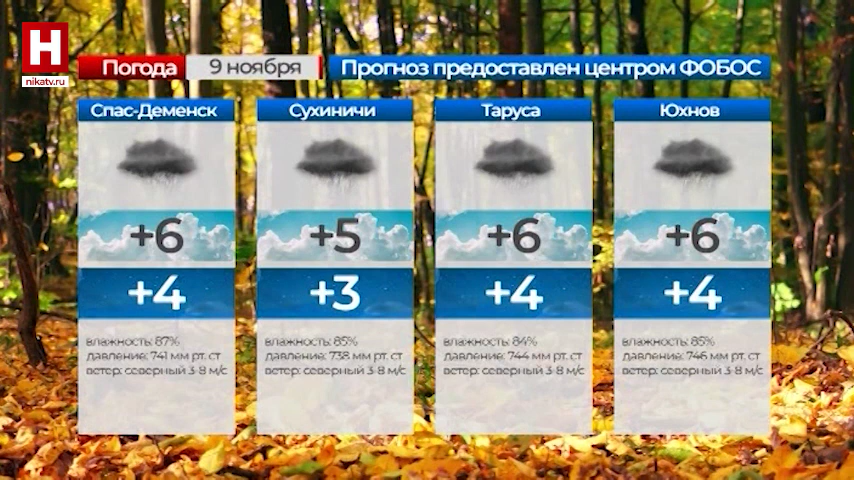 Н
nikatv.ru
Погода
9 ноября
Прогноз предоставлен центром ФОБОС
Спас-Деменск
+6
+4
влажность: 87%
давление: 741 мм рт. ст
ветер: северный 3-8 м/с
Сухиничи
+5
+3
влажность: 85%
давление: 738 мм рт. ст
ветер: северный 3-8 м/с
Таруса
+6
+4
влажность: 84%
давление: 744 мм рт. ст
ветер: северный 3-8 м/с
Юхнов
+6
+4
влажность: 85%
давление: 746 мм рт. ст
ветер: северный 3-8 м/с